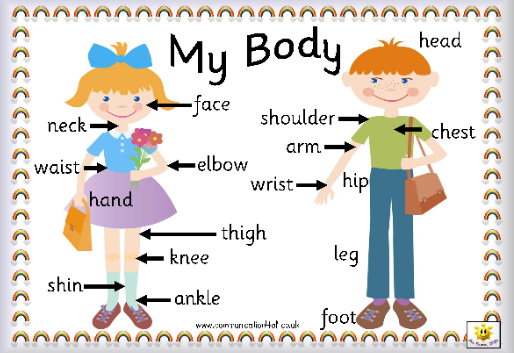 My Body
head
face
neck
shoulder
chest
arm
waist
elbow
wrist
hip
hand
thigh
leg
knee
shin
ankle
foot
www.communication4all.co.uk